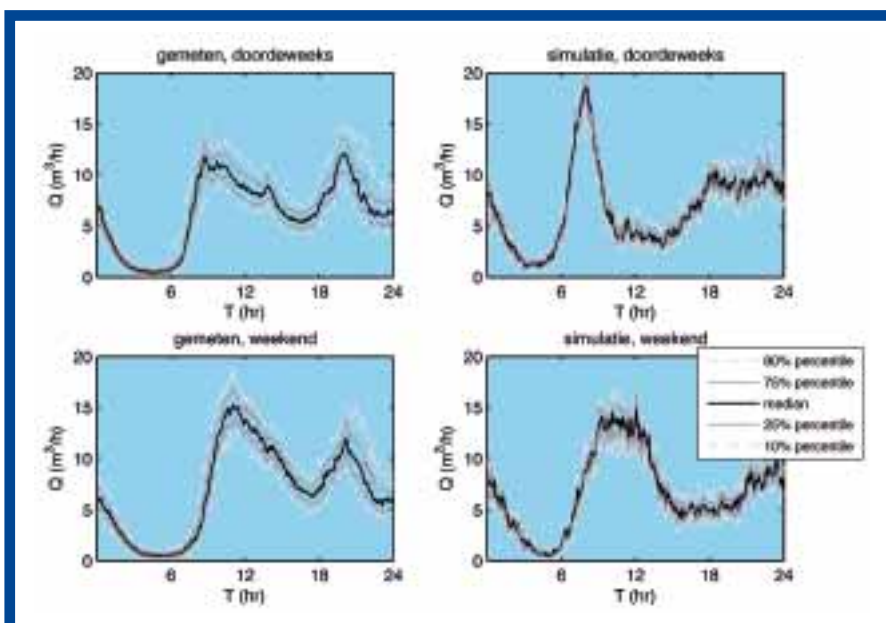 gemeten, doordeweeks
20
15
10
5
0
Q (m³/h)
6
12
18
24
T (hr)
simulatie, doordeweeks
20
15
10
5
0
Q (m³/h)
6
12
18
24
T (hr)
gemeten, weekend
20
15
10
5
0
Q (m³/h)
6
12
18
24
T (hr)
simulatie, weekend
20
15
10
5
0
Q (m³/h)
6
12
18
24
T (hr)
90% percentile
75% percentile
median
25% percentile
10% percentile